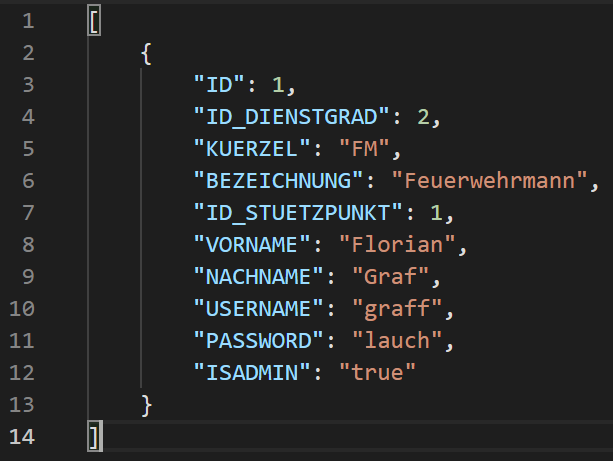 1 [
2 {
3 "ID": 1,
4 "ID_DIENSTGRAD": 2,
5 "KUERZEL": "FM",
6 "BEZEICHNUNG": "Feuerwehrmann",
7 "ID_STUETZPUNKT": 1,
8 "VORNAME": "Florian",
9 "NACHNAME": "Graf",
10 "USERNAME": "graff",
11 "PASSWORD": "lauch",
12 "ISADMIN": "true"
13 }
14 ]